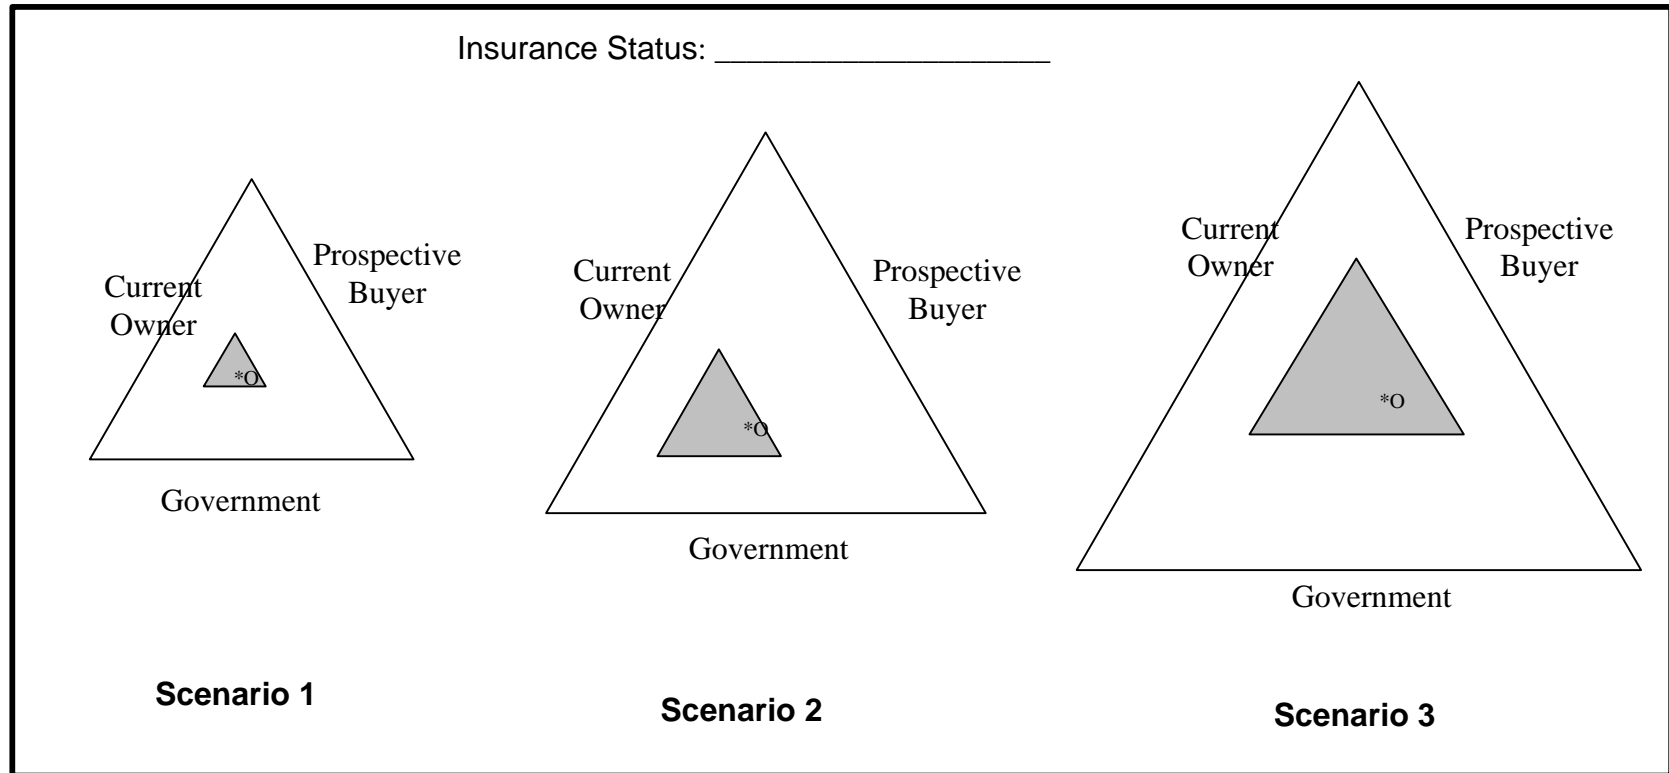 Insurance Status: _____________________
Current
Owner
Prospective
Buyer
*O
Government
Scenario 1
Current
Owner
Prospective
Buyer
*O
Government
Scenario 2
Current
Owner
Prospective
Buyer
*O
Government
Scenario 3